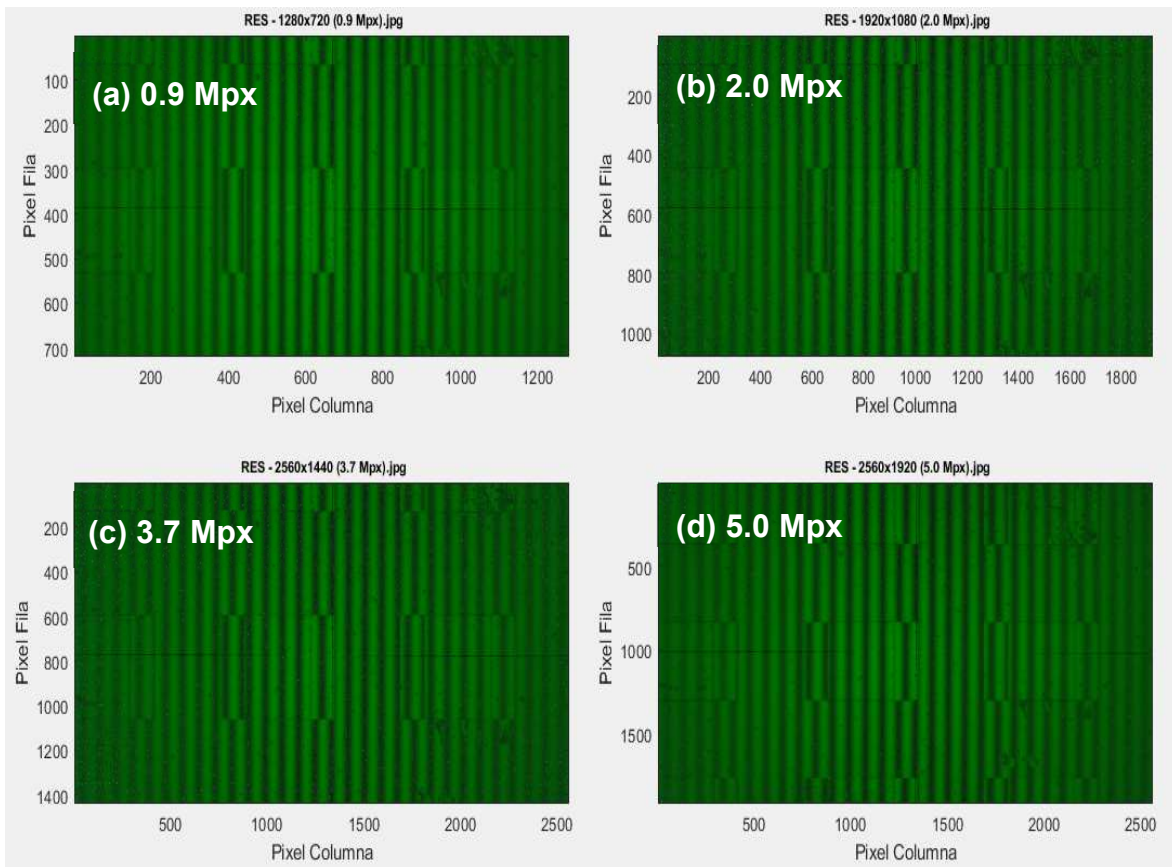 RES - 1280x720 (0.9 Mpx).jpg
(a) 0.9 Mpx
Pixel Fila
100
200
300
400
500
600
700
200 400 600 800 1000 1200
Pixel Columna
RES - 1920x1080 (2.0 Mpx).jpg
(b) 2.0 Mpx
Pixel Fila
200
400
600
800
1000
200 400 600 800 1000 1200 1400 1600 1800
Pixel Columna
RES - 2560x1440 (3.7 Mpx).jpg
(c) 3.7 Mpx
Pixel Fila
200
400
600
800
1000
1200
1400
500 1000 1500 2000 2500
Pixel Columna
RES - 2560x1920 (5.0 Mpx).jpg
(d) 5.0 Mpx
Pixel Fila
500
1000
1500
500 1000 1500 2000 2500
Pixel Columna